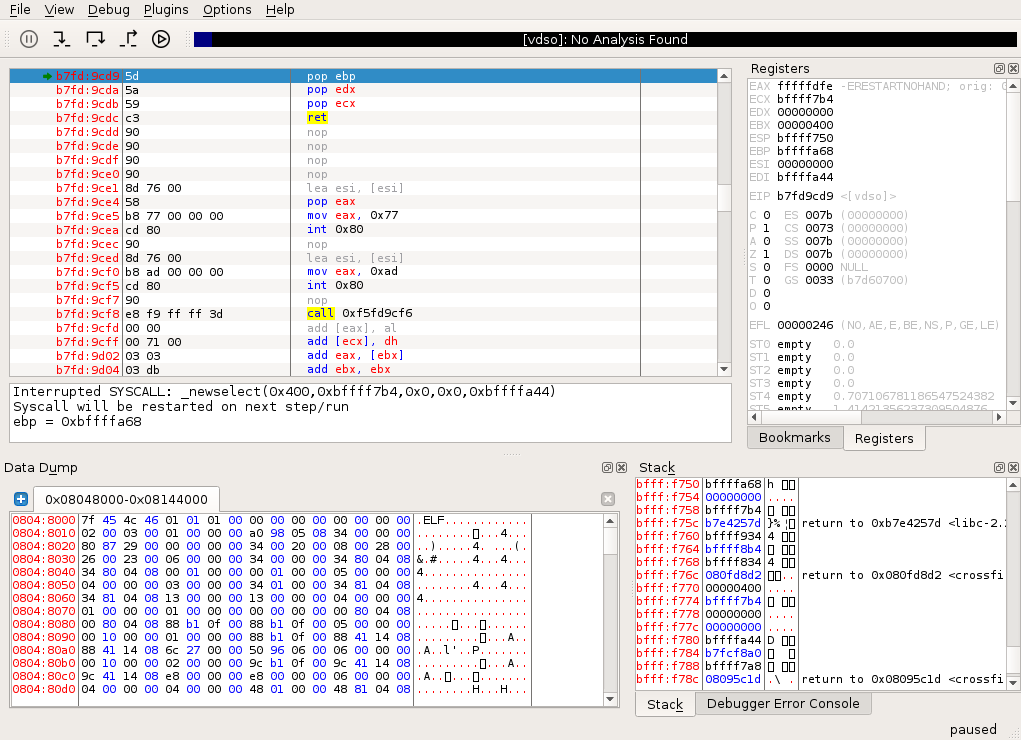 File View Debug Plugins Options Help
[vdso]: No Analysis Found
b7fd:9cd9 5d pop ebp
b7fd:9cda 5a pop edx
b7fd:9cdb 59 pop ecx
b7fd:9cdc c3 ret
b7fd:9cdd 90 nop
b7fd:9cde 90 nop
b7fd:9cdf 90 nop
b7fd:9ce0 90 nop
b7fd:9ce1 8d 76 00 lea esi, [esi]
b7fd:9ce4 58 pop eax
b7fd:9ce5 b8 77 00 00 00 mov eax, 0x77
b7fd:9cea cd 80 int 0x80
b7fd:9cec 90 nop
b7fd:9ced 8d 76 00 lea esi, [esi]
b7fd:9cf0 b8 ad 00 00 00 mov eax, 0xad
b7fd:9cf5 cd 80 int 0x80
b7fd:9cf7 90 nop
b7fd:9cf8 e8 f9 ff ff 3d call 0xf5fd9cf6
b7fd:9cfd 00 00 add [eax], al
b7fd:9cff 00 71 00 add [ecx], dh
b7fd:9d02 03 03 add eax, [ebx]
b7fd:9d04 03 db add ebx, ebx
Interrupted SYSCALL: _newselect(0x400,0xbffff7b4,0x0,0x0,0xbffffa44)
Syscall will be restarted on next step/run
ebp = 0xbffffa68
Registers
EAX fffffdfe -ERESTARTNOHAND; orig:
ECX bffff7b4
EDX 00000000
EBX 00000400
ESP bffff750
EBP bffffa68
ESI 00000000
EDI bffffa44
EIP b7fd9cd9 <[vdso]>
C 0 ES 007b (00000000)
P 1 CS 0073 (00000000)
A 0 SS 007b (00000000)
Z 1 DS 007b (00000000)
S 0 FS 0000 NULL
T 0 GS 0033 (b7d60700)
D 0
O 0
EFL 00000246 (NO,AE,E,BE,NS,P,GE,LE)
ST0 empty 0.0
ST1 empty 0.0
ST2 empty 0.0
ST3 empty 0.0
ST4 empty 0.707106781186547524382
ST5 empty 1.41421356237309504876
Bookmarks Registers
Data Dump
0x08048000-0x08144000
0804:8000 7f 45 4c 46 01 01 01 00 00 00 00 00 00 00 00 00 .ELF............
0804:8010 02 00 03 00 01 00 00 00 a0 98 05 08 34 00 00 00 ........▯...4...
0804:8020 80 87 29 00 00 00 00 00 34 00 20 00 08 00 28 00 ..).....4. ...(.
0804:8030 26 00 23 00 06 00 00 00 34 00 00 00 34 80 04 08 &.#.....4...4...
0804:8040 34 80 04 08 00 01 00 00 00 01 00 00 05 00 00 00 4...............
0804:8050 04 00 00 00 03 00 00 00 34 01 00 00 34 81 04 08 ........4...4...
0804:8060 34 81 04 08 13 00 00 00 13 00 00 00 04 00 00 00 4...............
0804:8070 01 00 00 00 01 00 00 00 00 00 00 00 00 80 04 08 ................
0804:8080 00 80 04 08 88 b1 0f 00 88 b1 0f 00 05 00 00 00 .....▯...▯......
0804:8090 00 10 00 00 01 00 00 00 88 b1 0f 00 88 41 14 08 .........▯...A..
0804:80a0 88 41 14 08 6c 27 00 00 50 96 06 00 06 00 00 00 .A..l'..P.......
0804:80b0 00 10 00 00 02 00 00 00 9c b1 0f 00 9c 41 14 08 .........▯...A..
0804:80c0 9c 41 14 08 e8 00 00 00 e8 00 00 00 06 00 00 00 .A..▯...▯.......
0804:80d0 04 00 00 00 04 00 00 00 48 01 00 00 48 81 04 08 ........H...H...
Stack
bfff:f750 bffffa68 h ▯▯
bfff:f754 00000000 ....
bfff:f758 bffff7b4 ▯ ▯▯
bfff:f75c b7e4257d }% return to 0xb7e4257d <libc-2.
bfff:f760 bffff934 4 ▯▯
bfff:f764 bffff8b4 ▯ ▯▯
bfff:f768 bffff834 4 ▯▯
bfff:f76c 080fd8d2 ▯▯.. return to 0x080fd8d2 <crossfi
bfff:f770 00000400 ....
bfff:f774 bffff7b4 ▯ ▯▯
bfff:f778 00000000 ....
bfff:f77c 00000000 ....
bfff:f780 bffffa44 D ▯▯
bfff:f784 b7fcf8a0 ▯ ▯
bfff:f788 bffff7a8 ▯ ▯▯
bfff:f78c 08095c1d .\ . return to 0x08095c1d <crossfi
Stack Debugger Error Console
paused